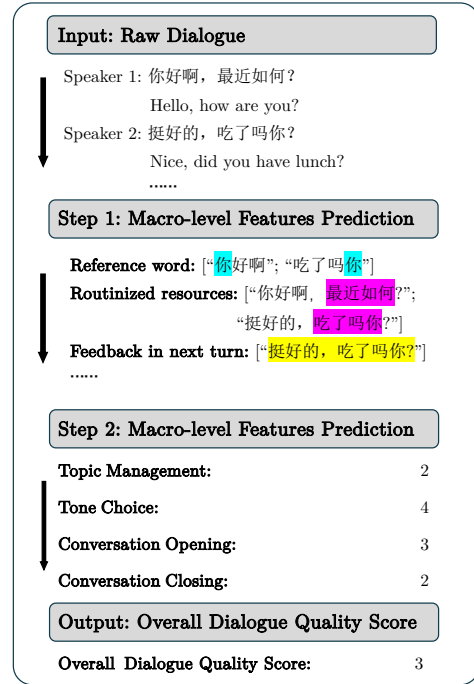 Input: Raw Dialogue
Speaker 1: 你好啊，最近如何？
Hello, how are you?
Speaker 2: 挺好的，吃了吗你？
Nice, did you have lunch?
......
Step 1: Macro-level Features Prediction
Reference word: [“你好啊”; “吃了吗你”]
Routinized resources: [“你好啊，最近如何?”;
“挺好的，吃了吗你?”]
Feedback in next turn: [“挺好的，吃了吗你?”]
......
Step 2: Macro-level Features Prediction
Topic Management: 2
Tone Choice: 4
Conversation Opening: 3
Conversation Closing: 2
Output: Overall Dialogue Quality Score
Overall Dialogue Quality Score: 3